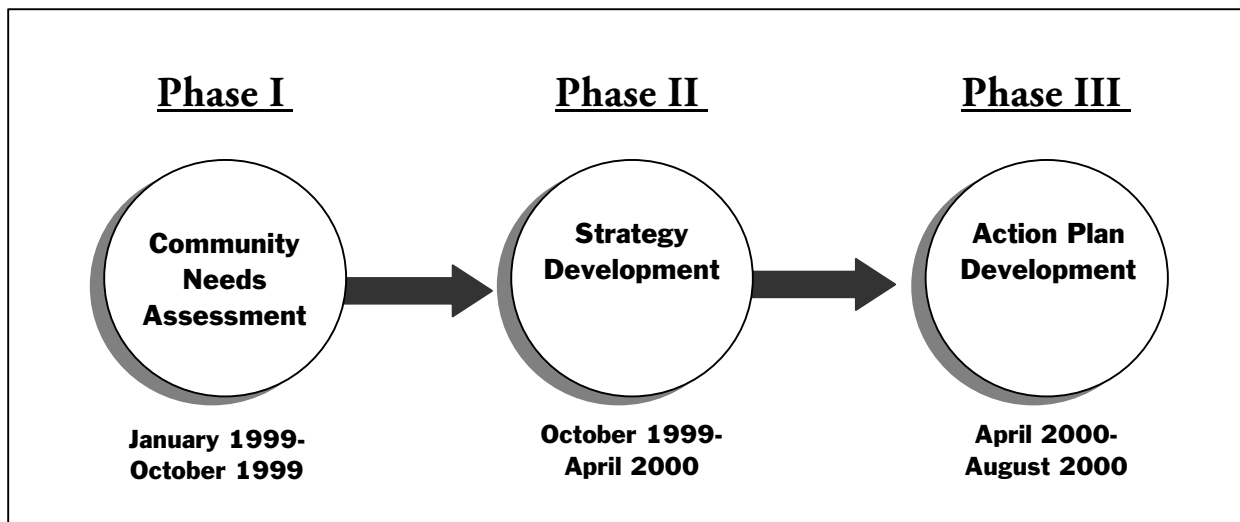 Phase I
Community
Needs
Assessment
January 1999-
October 1999
Phase II
Strategy
Development
October 1999-
April 2000
Phase III
Action Plan
Development
April 2000-
August 2000